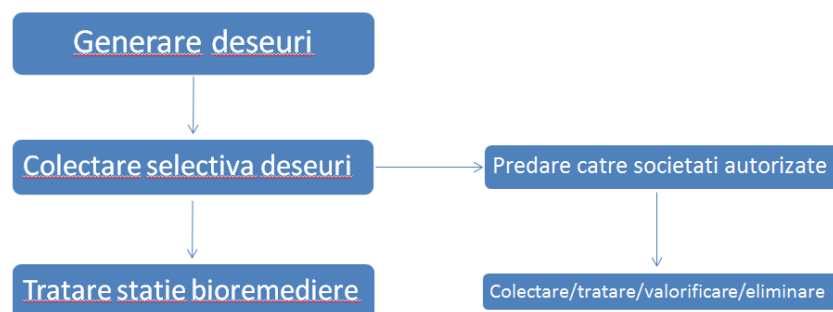 Generare deseuri
Colectare selectiva deseuri
Predare catre societati autorizate
Tratare statie bioremediere
Colectare/tratare/valorificare/eliminare